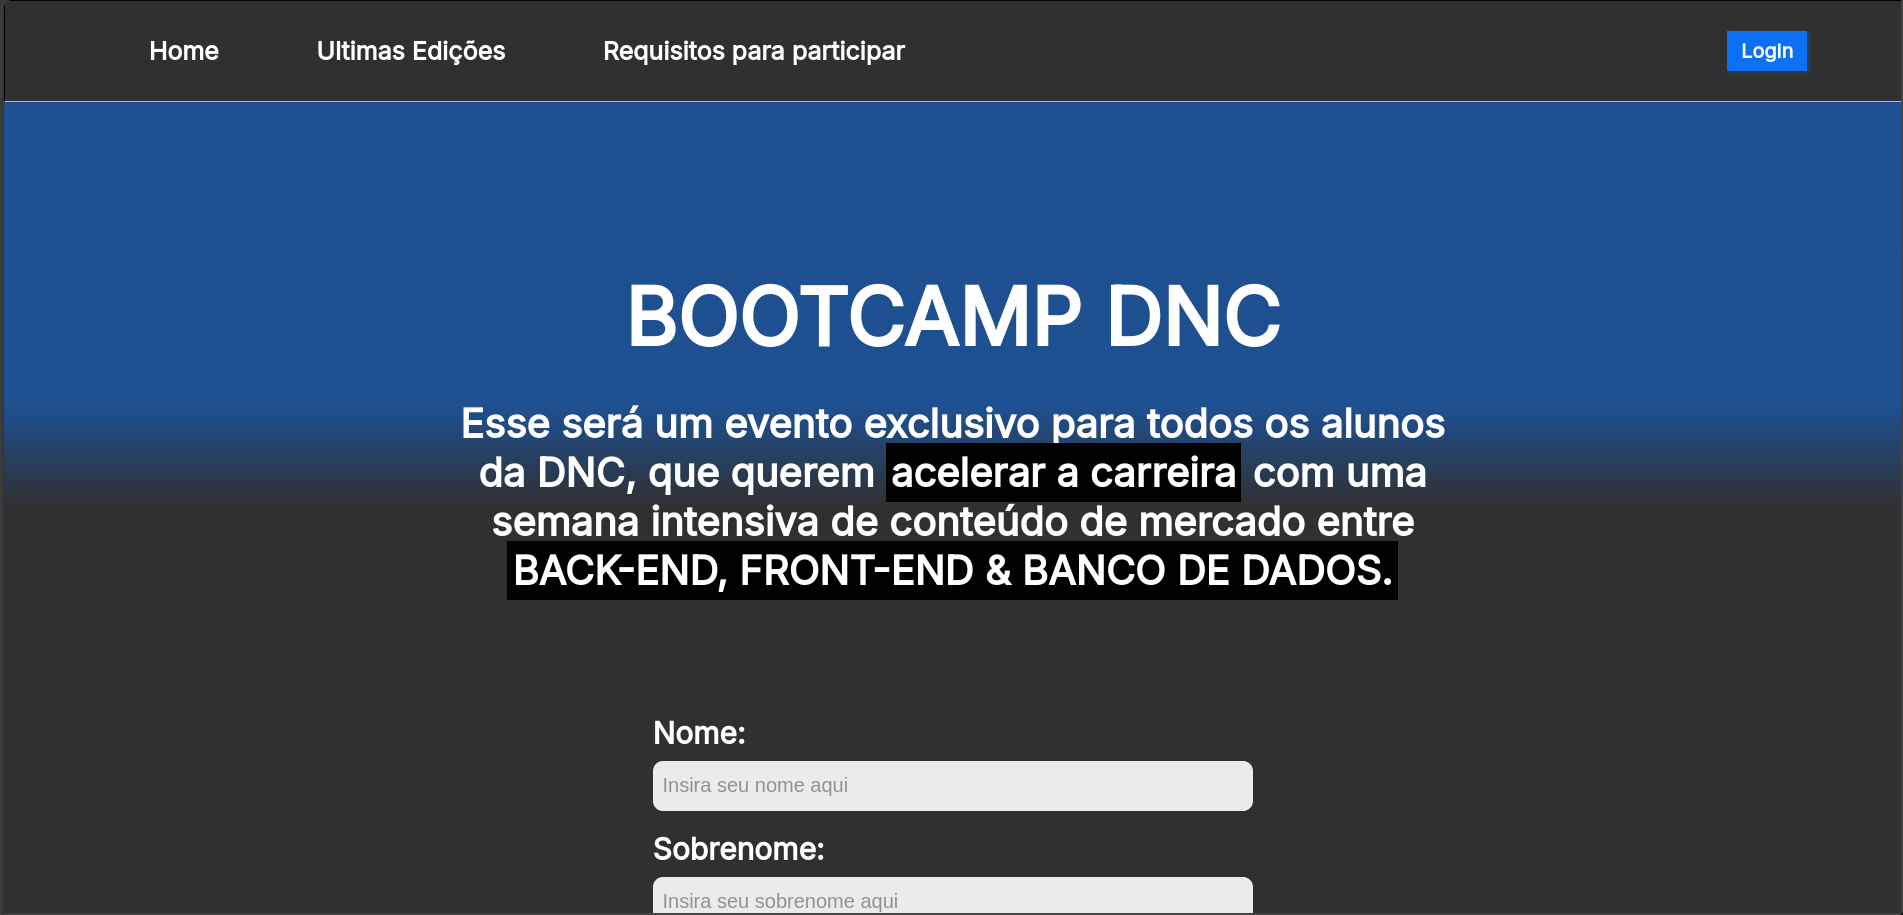 Home
Ultimas Edições
Requisitos para participar
Login
BOOTCAMP DNC
Esse será um evento exclusivo para todos os alunos
da DNC, que querem acelerar a carreira com uma
semana intensiva de conteúdo de mercado entre
BACK-END, FRONT-END & BANCO DE DADOS.
Nome:
Insira seu nome aqui
Sobrenome:
Insira seu sobrenome aqui